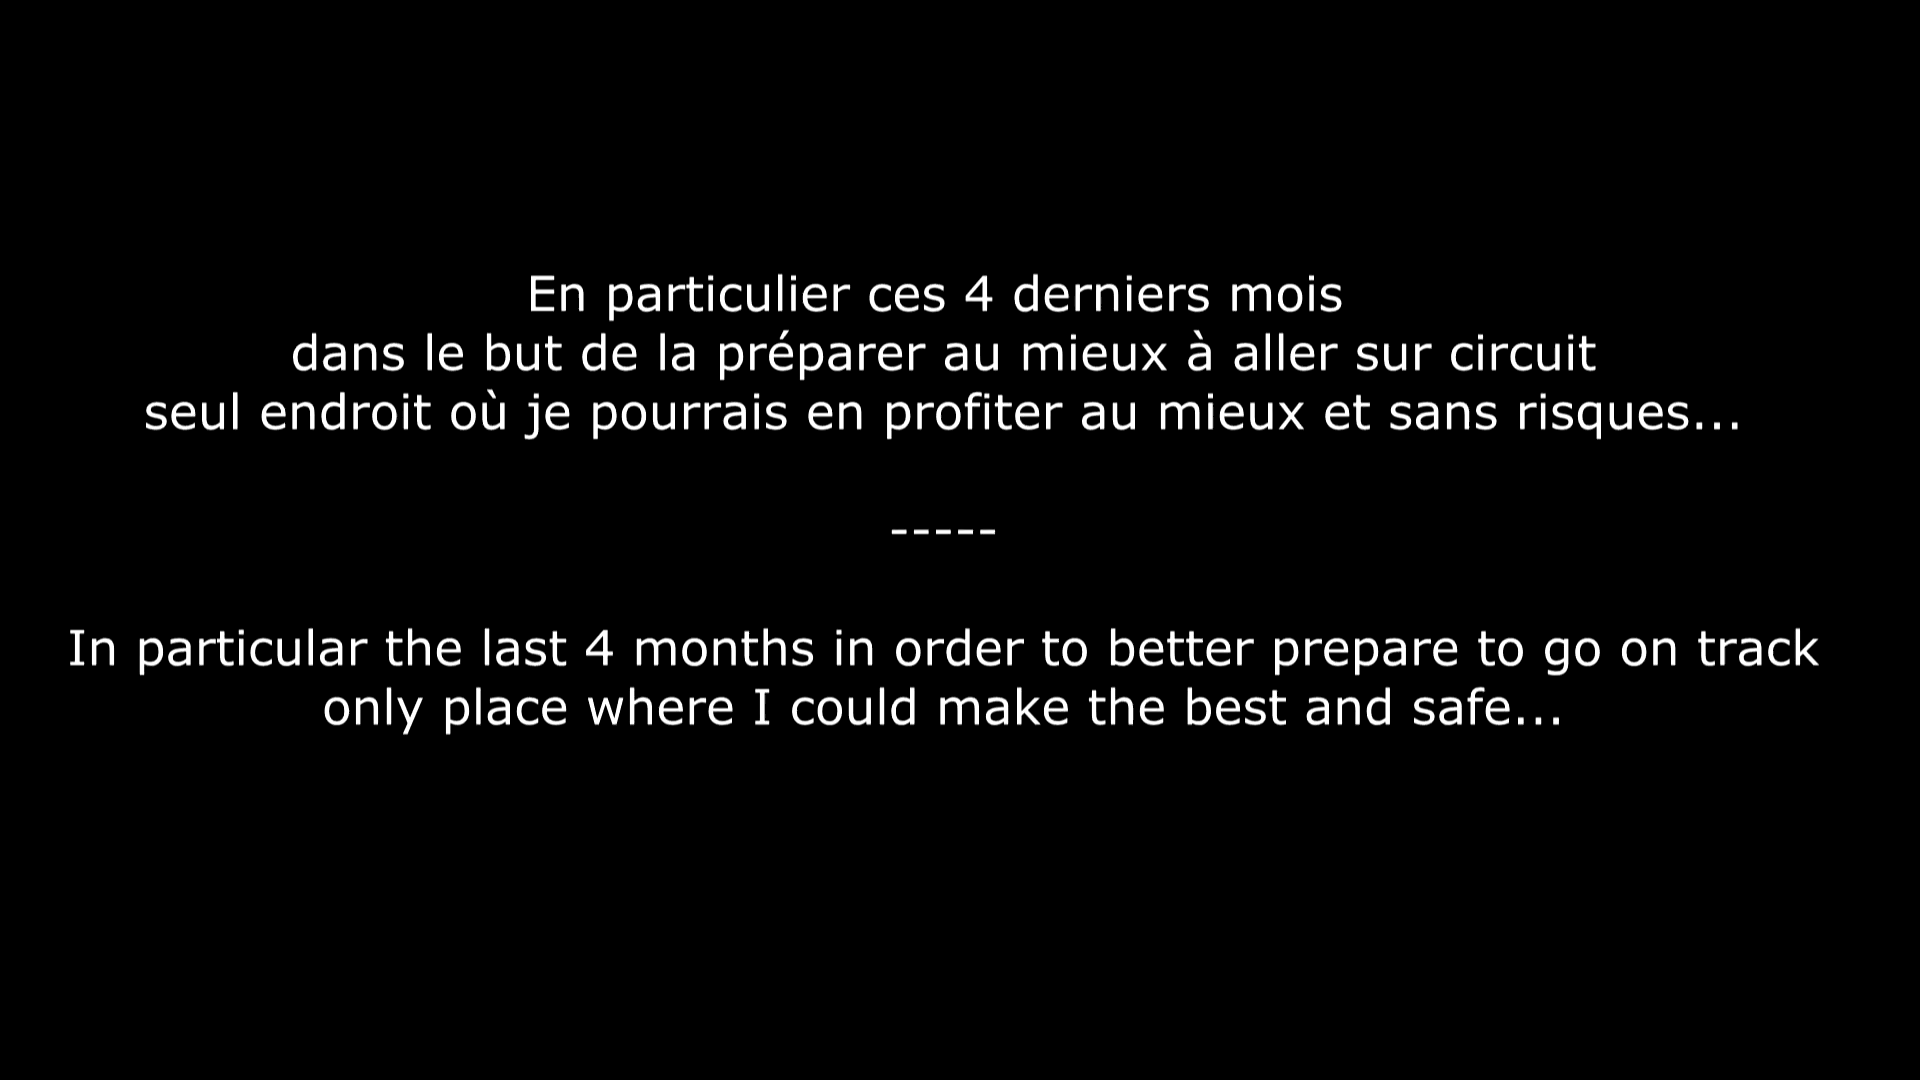 En particulier ces 4 derniers mois
dans le but de la préparer au mieux à aller sur circuit
seul endroit où je pourrais en profiter au mieux et sans risques...
-----
In particular the last 4 months in order to better prepare to go on track
only place where I could make the best and safe...